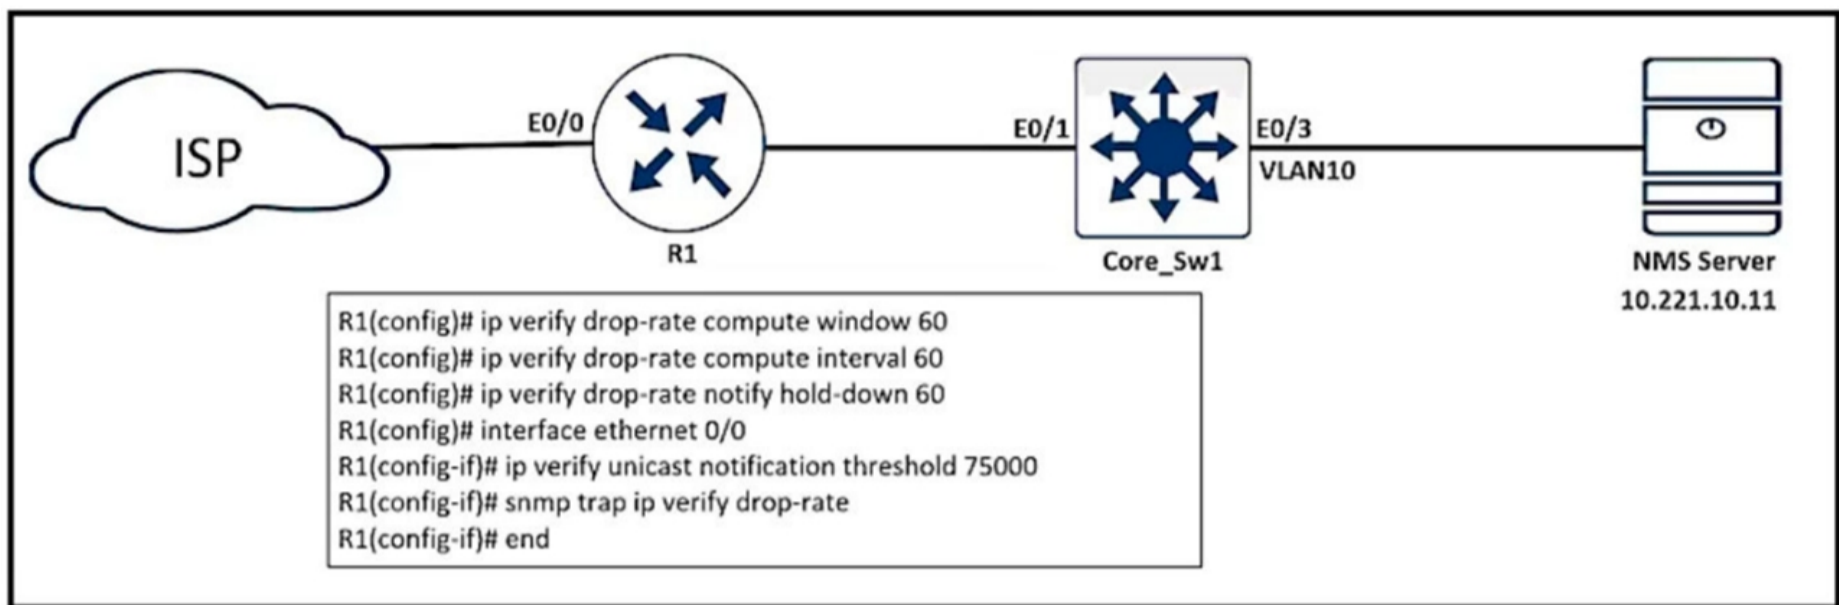 ISP
E0/0
R1
E0/1
E0/3
VLAN10
Core_Sw1
NMS Server
10.221.10.11
R1(config)# ip verify drop-rate compute window 60
R1(config)# ip verify drop-rate compute interval 60
R1(config)# ip verify drop-rate notify hold-down 60
R1(config)# interface ethernet 0/0
R1(config-if)# ip verify unicast notification threshold 75000
R1(config-if)# snmp trap ip verify drop-rate
R1(config-if)# end